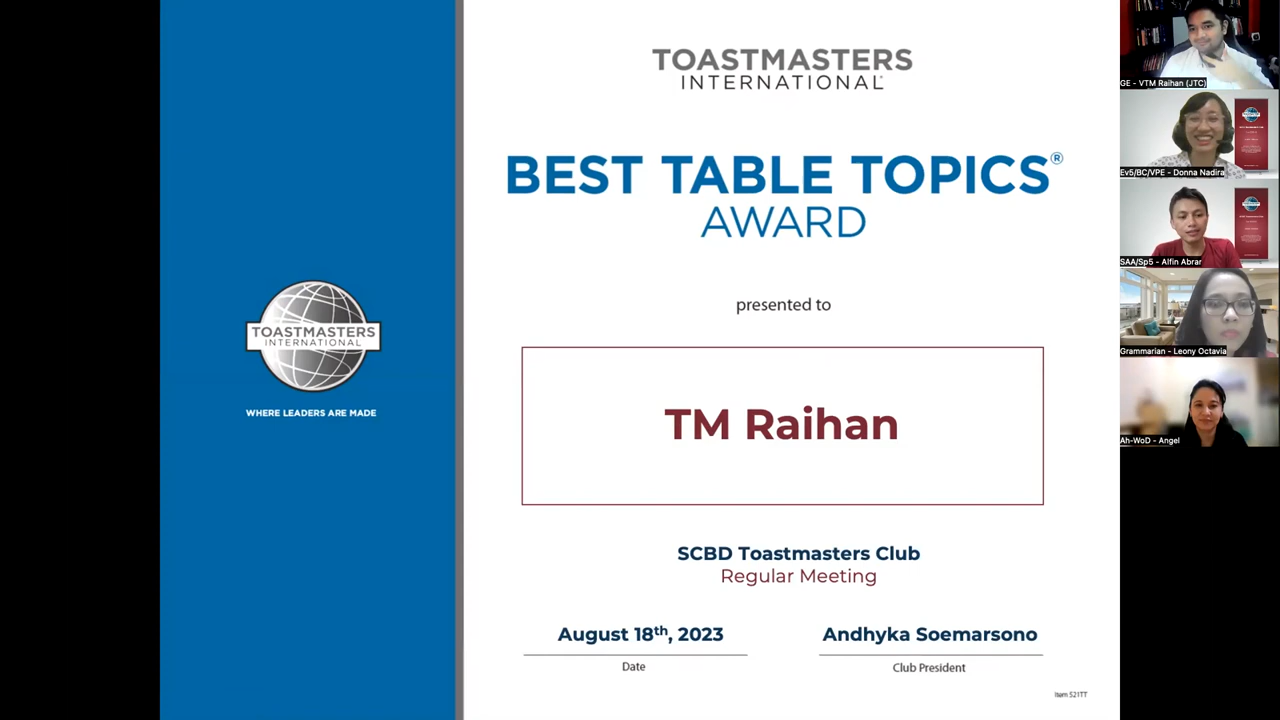 TOASTMASTERS
INTERNATIONAL
BEST TABLE TOPICS®
AWARD
presented to
TM Raihan
SCBD Toastmasters Club
Regular Meeting
August 18th, 2023
Date
Andhyka Soemarsono
Club President
Item 521TT
TOASTMASTERS
INTERNATIONAL
WHERE LEADERS ARE MADE
GE - VTM Raihan (JTC)
Ev5/BC/VPE - Donna Nadira
SAA/Sp5 - Alfin Abrar
Grammarian - Leony Octavia
Ah-WoD - Angel